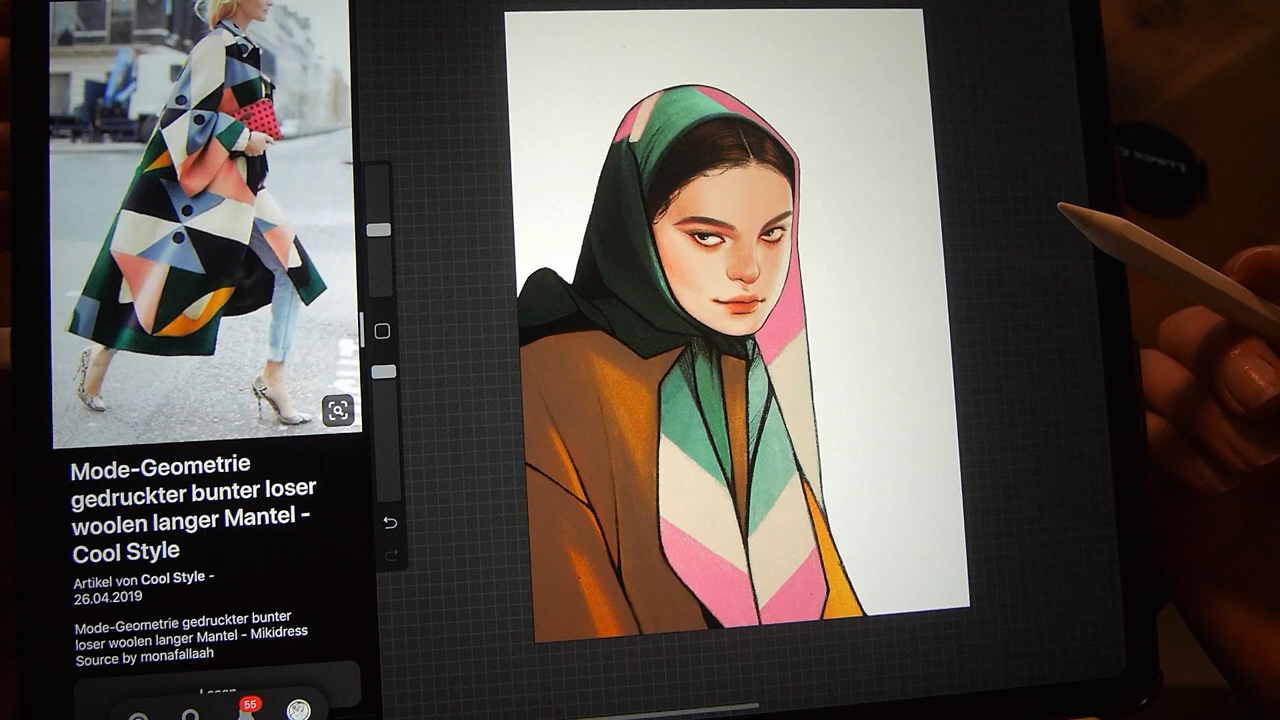 Mode-Geometrie
gedruckter bunter loser
woolen langer Mantel -
Cool Style
Artikel von Cool Style -
26.04.2019
Mode-Geometrie gedruckter bunter
loser woolen langer Mantel - Mikidress
Source by monafallaah
55